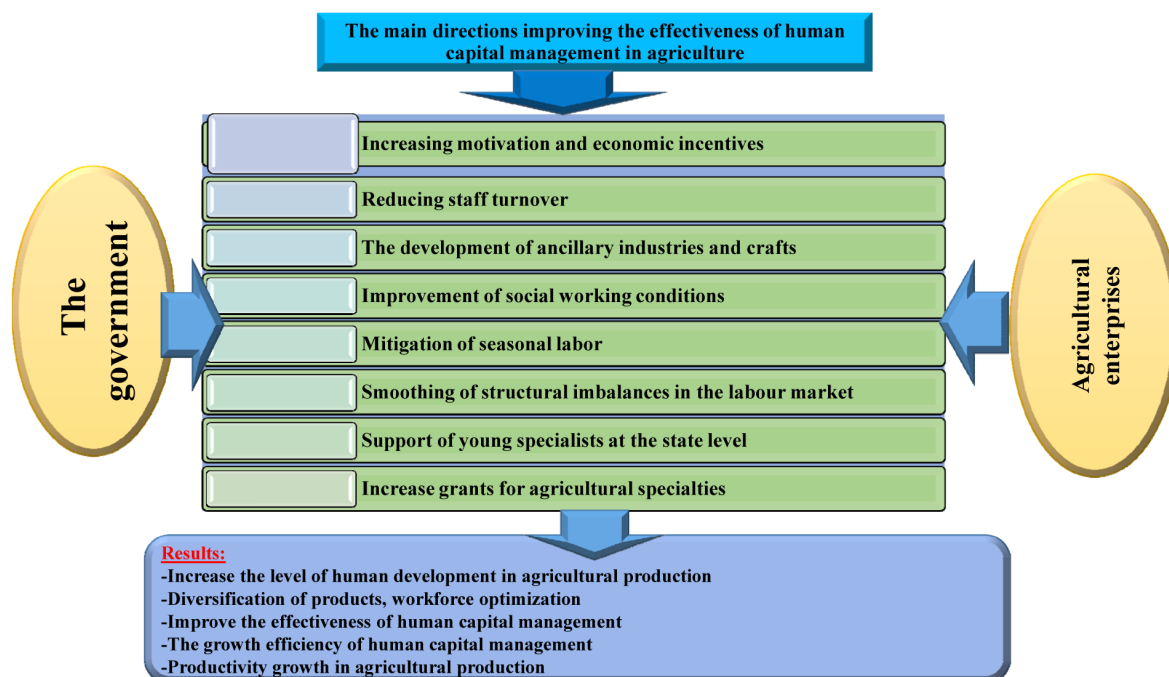 The main directions improving the effectiveness of human
capital management in agriculture
Increasing motivation and economic incentives
Reducing staff turnover
The development of ancillary industries and crafts
Improvement of social working conditions
Mitigation of seasonal labor
Smoothing of structural imbalances in the labour market
Support of young specialists at the state level
Increase grants for agricultural specialties
The
government
Agricultural
enterprises
Results:
-Increase the level of human development in agricultural production
-Diversification of products, workforce optimization
-Improve the effectiveness of human capital management
-The growth efficiency of human capital management
-Productivity growth in agricultural production